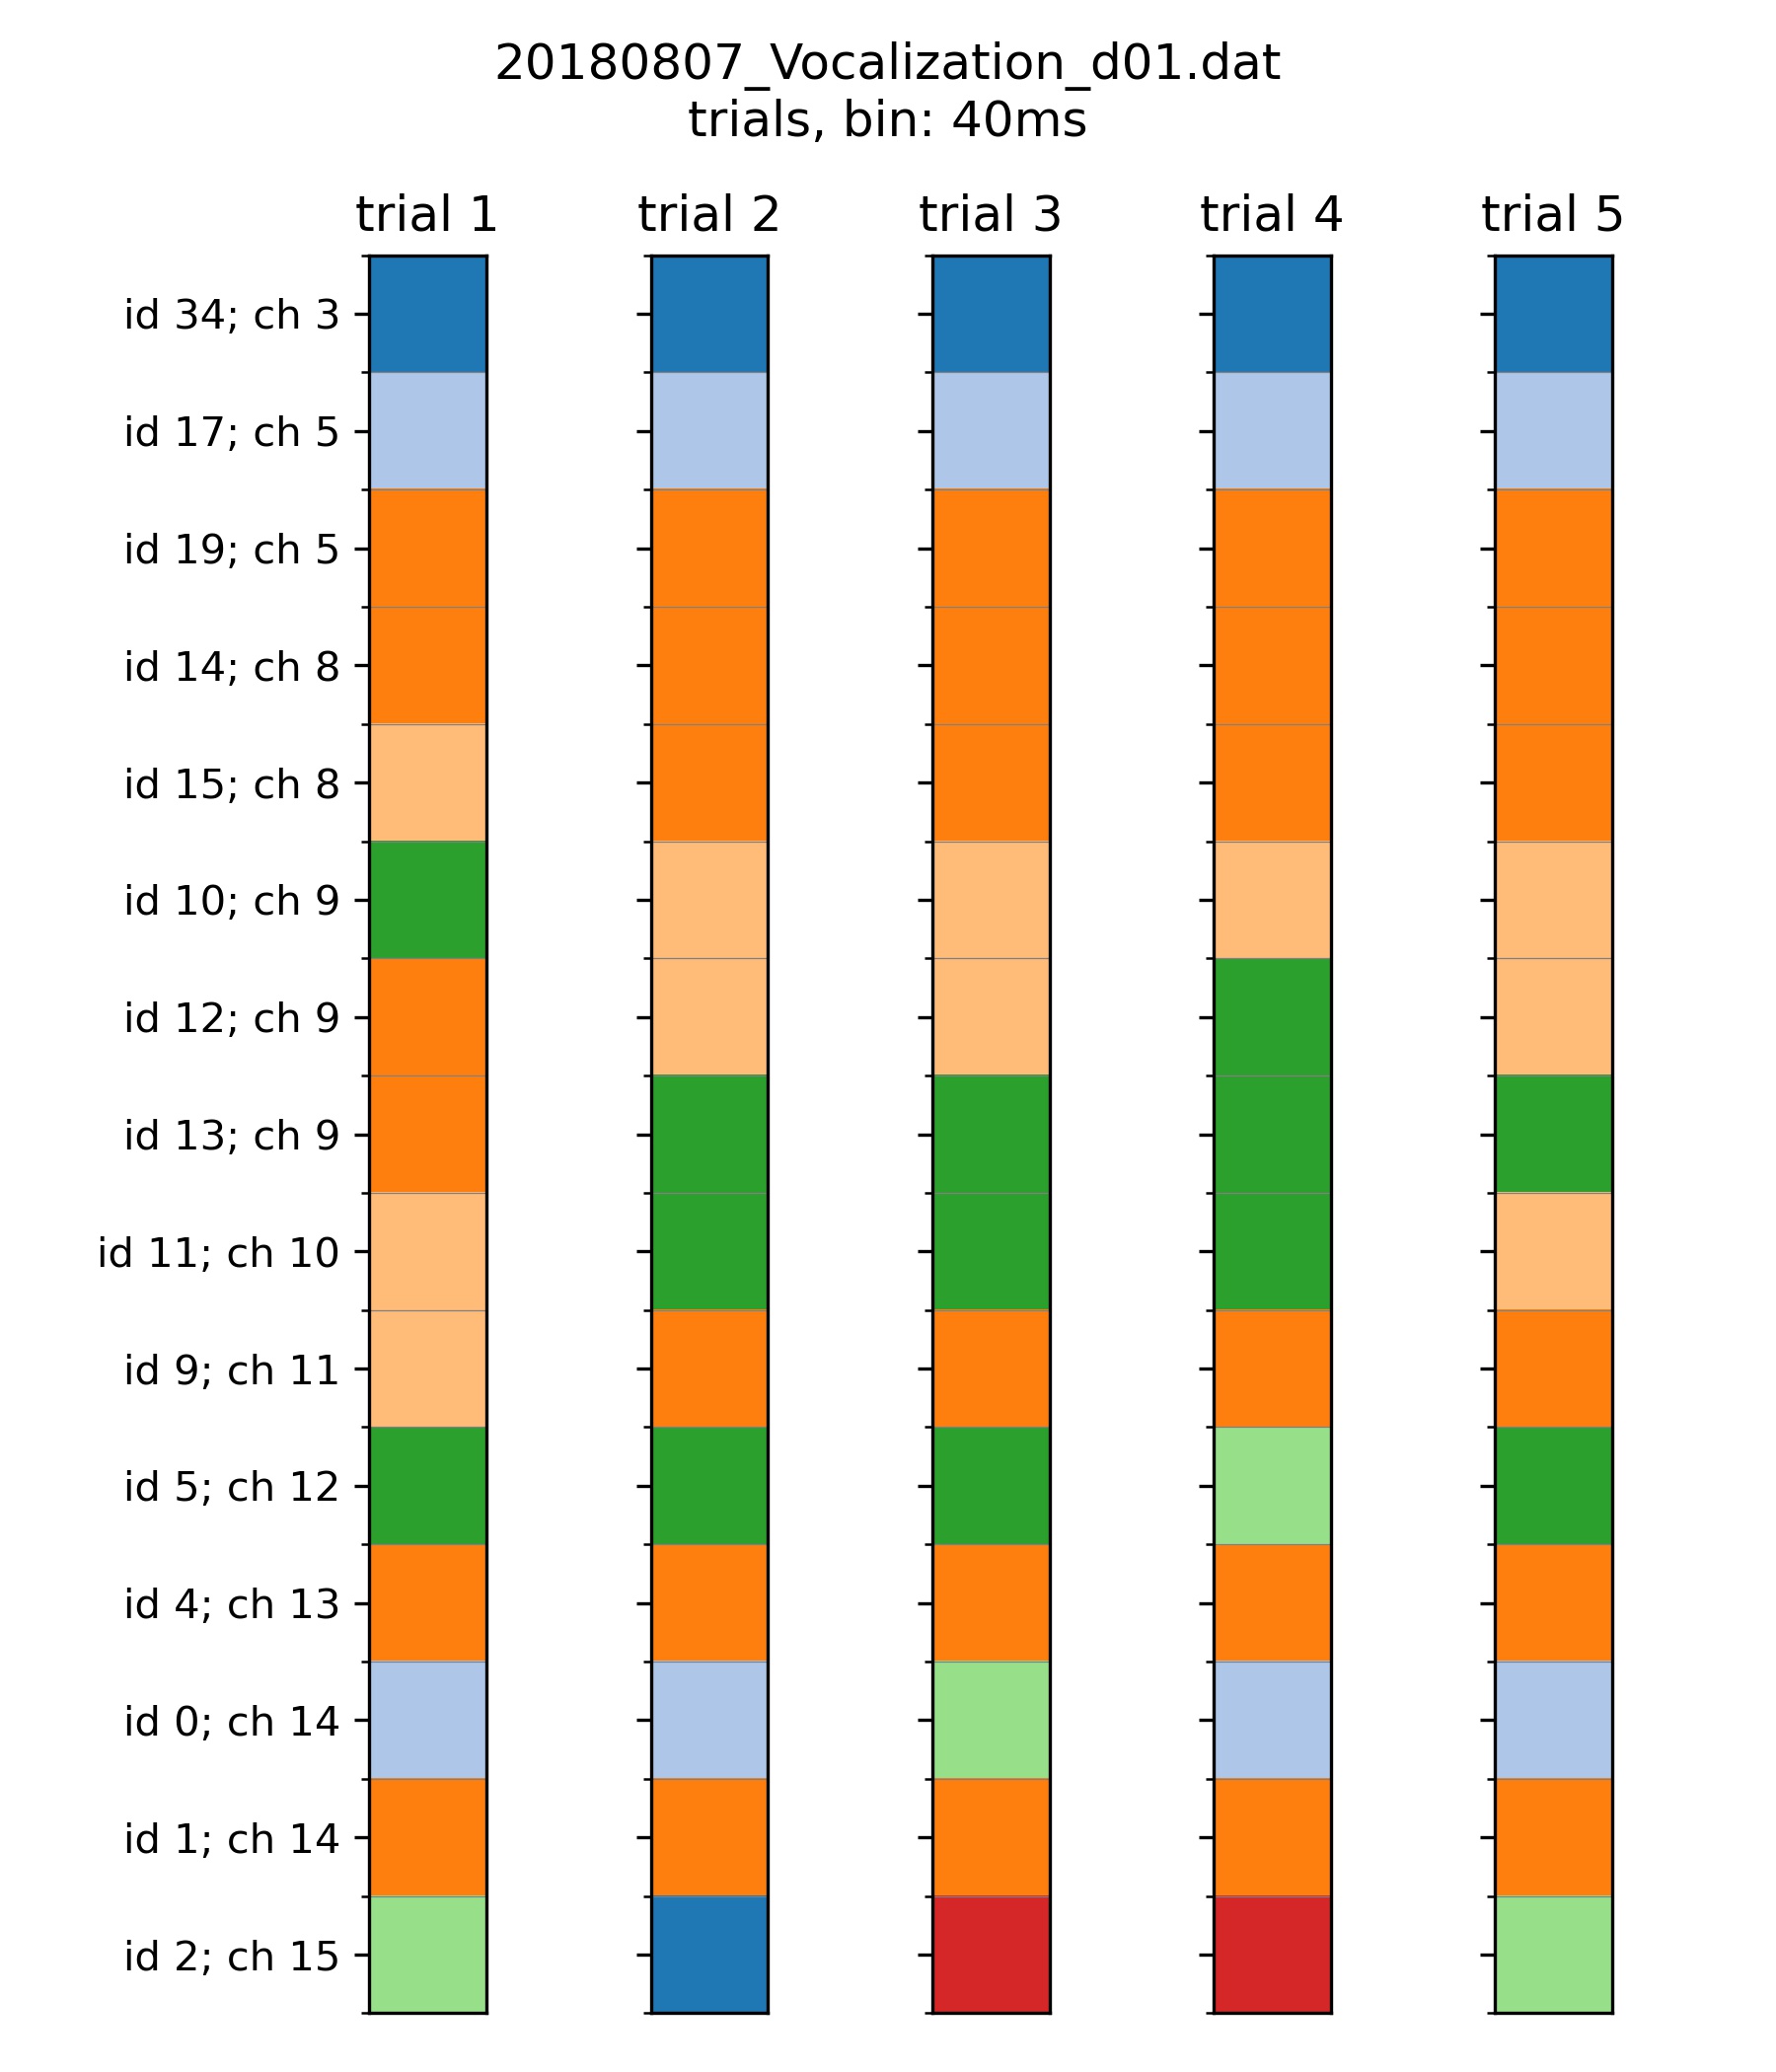 20180807_Vocalization_d01.dat
trials, bin: 40ms
trial 1 trial 2 trial 3 trial 4 trial 5
id 34; ch 3
id 17; ch 5
id 19; ch 5
id 14; ch 8
id 15; ch 8
id 10; ch 9
id 12; ch 9
id 13; ch 9
id 11; ch 10
id 9; ch 11
id 5; ch 12
id 4; ch 13
id 0; ch 14
id 1; ch 14
id 2; ch 15